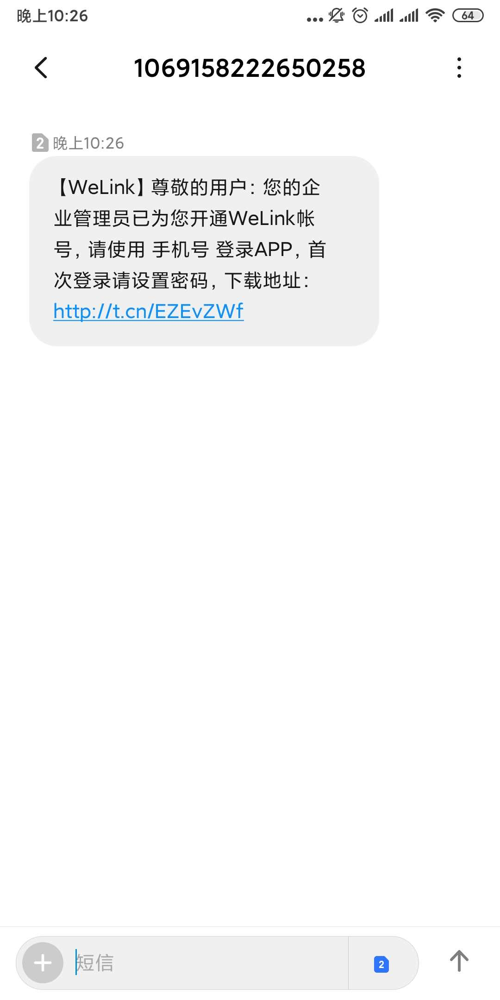 晚上10:26
64
1069158222650258
2 晚上10:26
【WeLink】尊敬的用户：您的企
业管理员已为您开通WeLink帐
号，请使用 手机号 登录APP，首
次登录请设置密码，下载地址：
http://t.cn/EZEvZWf
短信
2